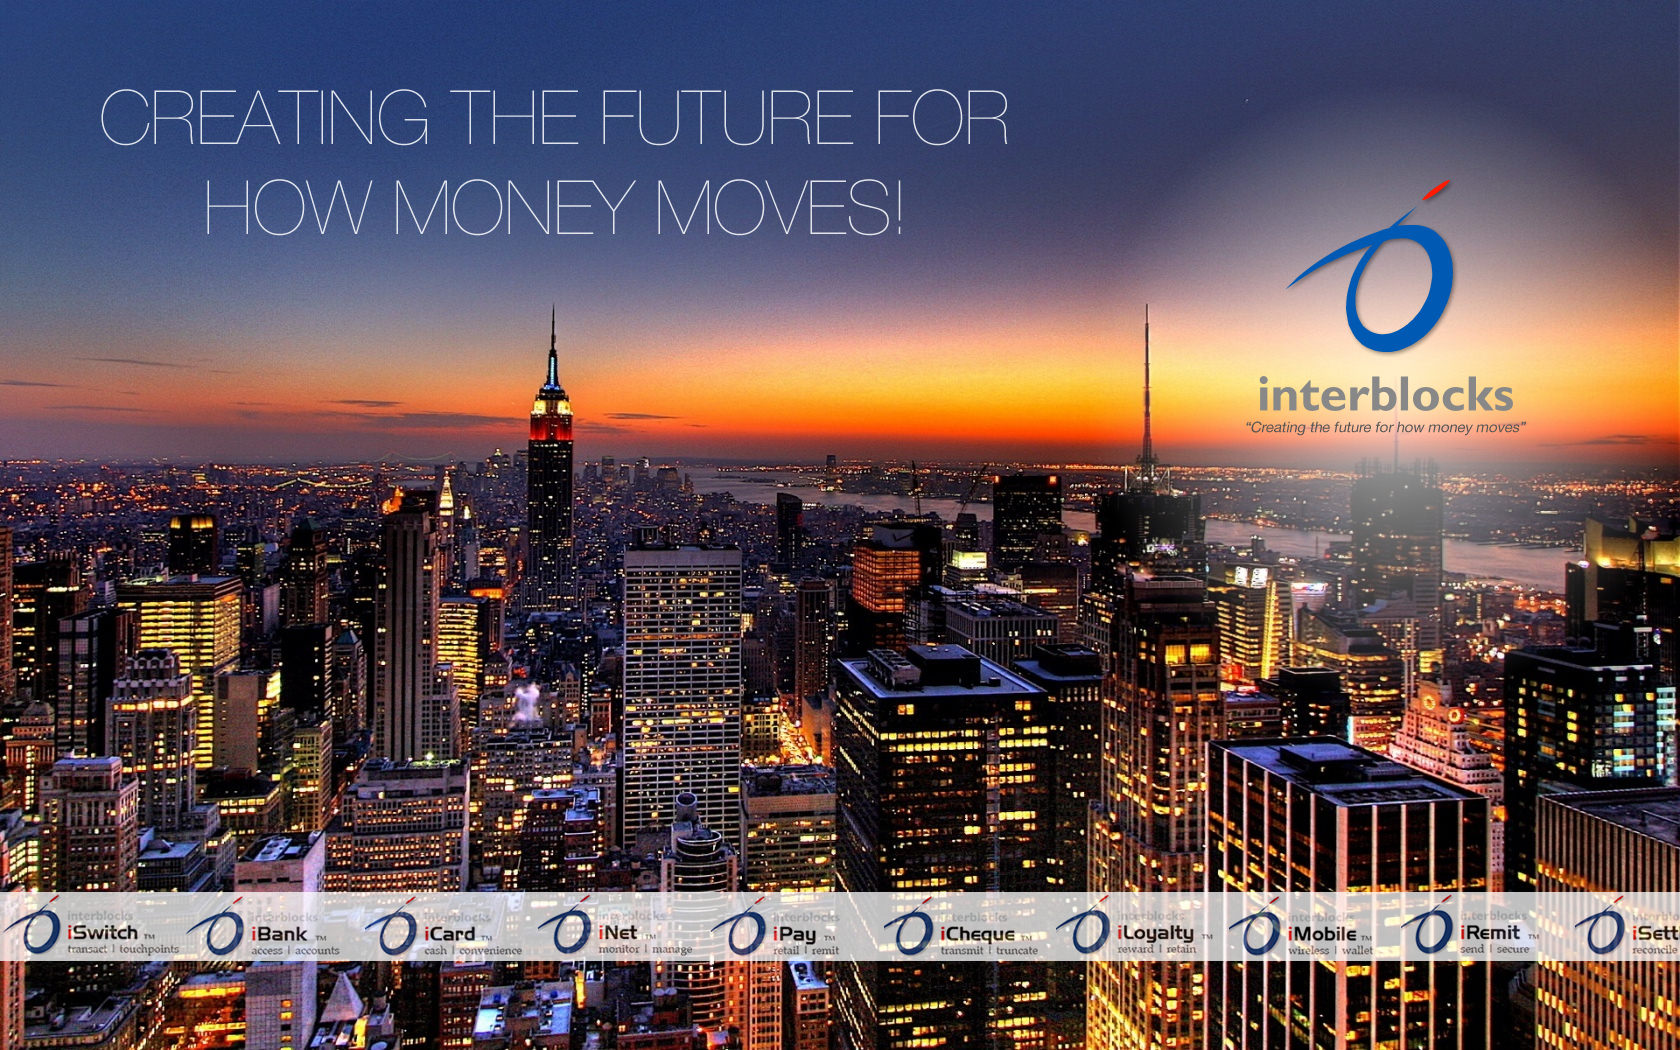 CREATING THE FUTURE FOR
HOW MONEY MOVES!
interblocks
"Creating the future for how money moves"
interblocks
iSwitch TM
transact | touchpoints
interblocks
iBank TM
access | accounts
interblocks
iCard TM
cash | convenience
interblocks
iNet TM
monitor | manage
interblocks
iPay TM
retail | remit
interblocks
iCheque TM
transmit | truncate
interblocks
iLoyalty TM
reward | retain
interblocks
iMobile TM
wireless | wallet
interblocks
iRemit TM
send | secure
interb
iSett
reconcile